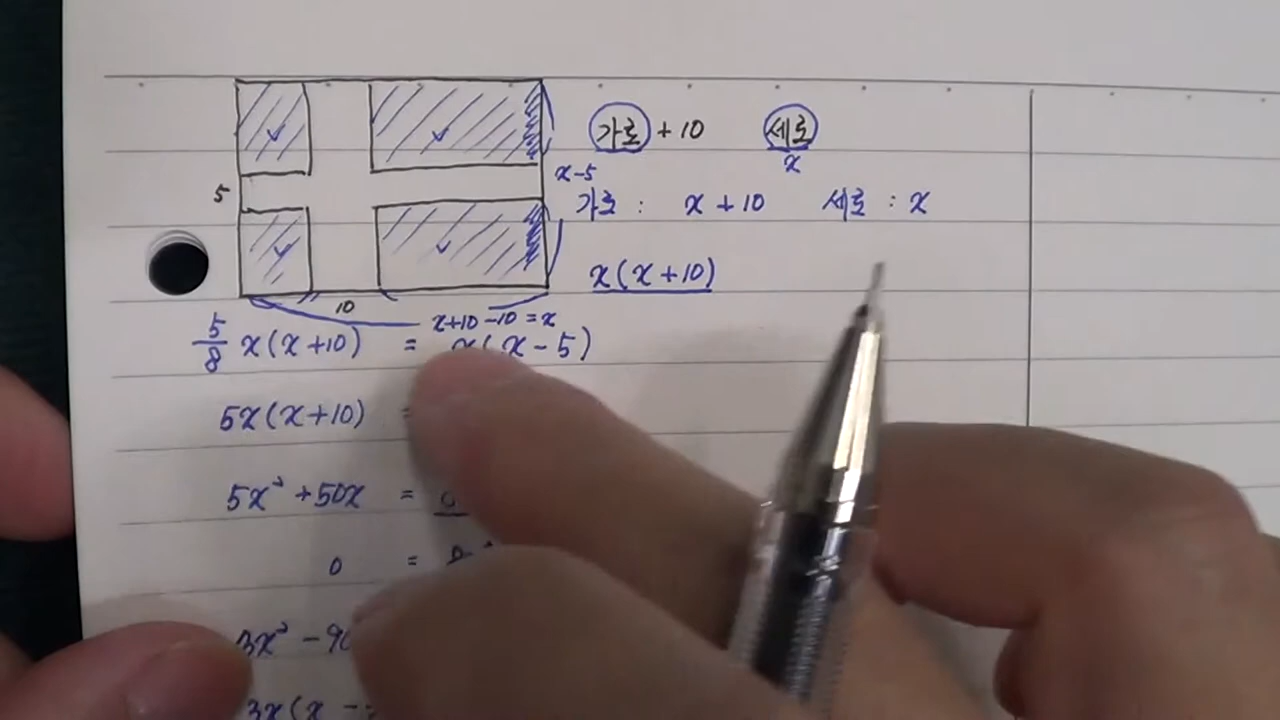 가로 + 10 세로
x
5
x-5
가로 : x + 10 세로 : x
x(x+10)
10
x+10-10=x
5/8 x(x+10) = x(x-5)
5x(x+10) =
5x² + 50x =
0 =
3x² - 90
3x(x -